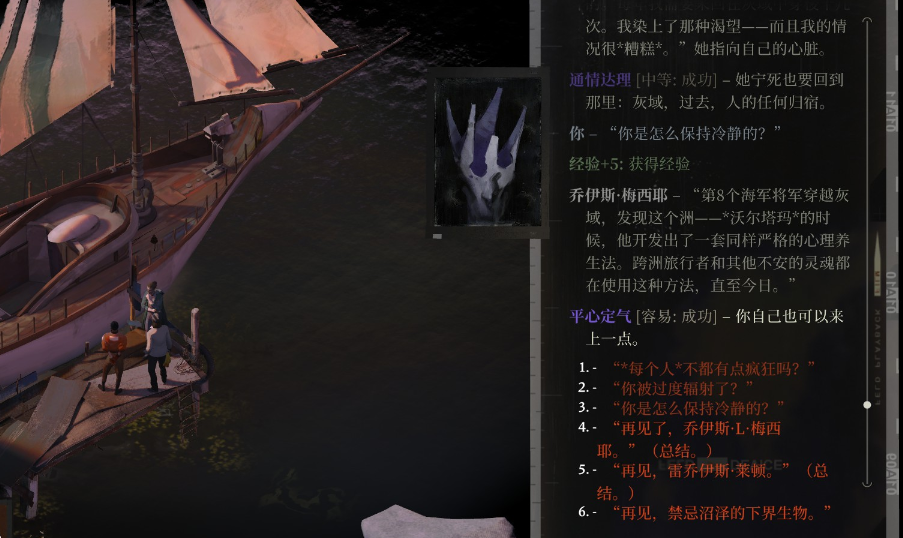 次。我染上了那种渴望——而且我的情
况很*糟糕*。”她指向自己的心脏。
通情达理 [中等: 成功] – 她宁死也要回到
那里：灰域，过去，人的任何归宿。
你 – “你是怎么保持冷静的？”
经验+5: 获得经验
乔伊斯·梅西耶 – “第8个海军将军穿越灰
域，发现这个洲——*沃尔塔玛*的时
候，他开发出了一套同样严格的心理养
生法。跨洲旅行者和其他不安的灵魂都
在使用这种方法，直至今日。”
平心定气 [容易: 成功] – 你自己也可以来
上一点。
1. - “*每个人*不都有点疯狂吗？”
2. - “你被过度辐射了？”
3. - “你是怎么保持冷静的？”
4. - “再见了，乔伊斯·L·梅西
耶。”（总结。）
5. - “再见，雷乔伊斯·莱顿。”（总
结。）
6. - “再见，禁忌沼泽的下界生物。”